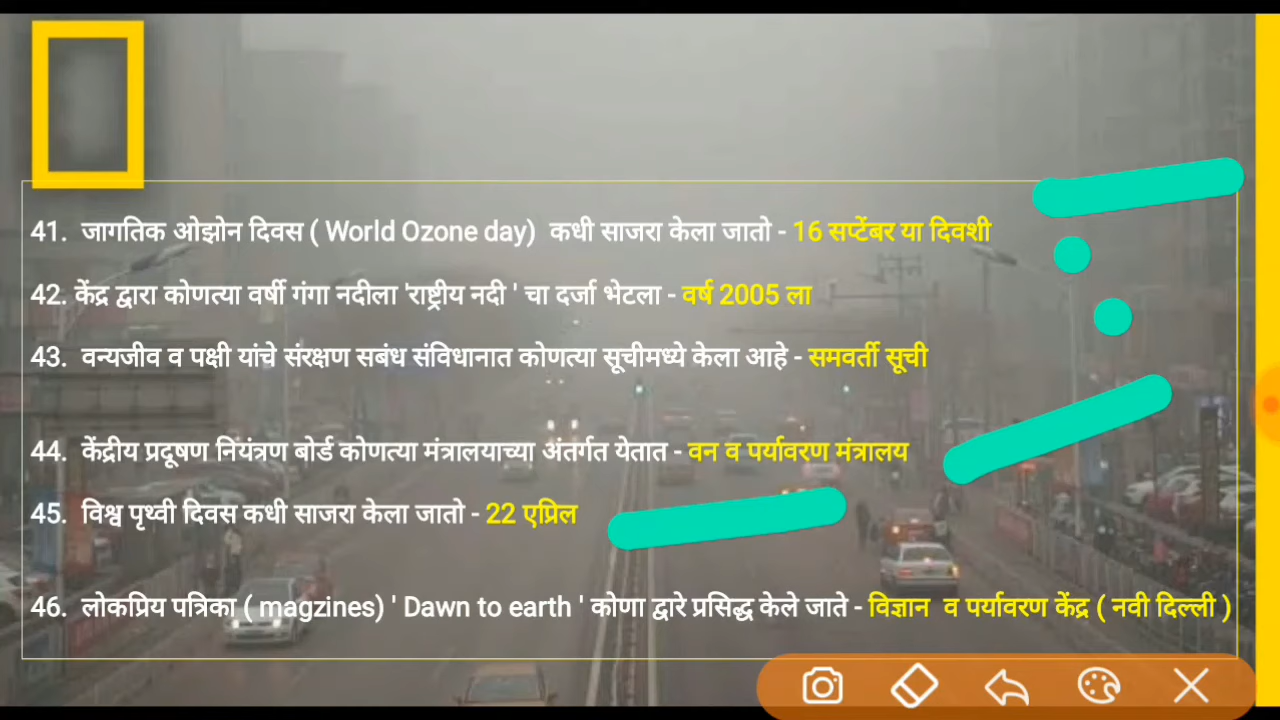 41. जागतिक ओझोन दिवस ( World Ozone day) कधी साजरा केला जातो - 16 सप्टेंबर या दिवशी
42. केंद्र द्वारा कोणत्या वर्षी गंगा नदीला 'राष्ट्रीय नदी ' चा दर्जा भेटला - वर्ष 2005 ला
43. वन्यजीव व पक्षी यांचे संरक्षण सबंध संविधानात कोणत्या सूचीमध्ये केला आहे - समवर्ती सूची
44. केंद्रीय प्रदूषण नियंत्रण बोर्ड कोणत्या मंत्रालयाच्या अंतर्गत येतात - वन व पर्यावरण मंत्रालय
45. विश्व पृथ्वी दिवस कधी साजरा केला जातो - 22 एप्रिल
46. लोकप्रिय पत्रिका ( magzines) ' Dawn to earth ' कोणा द्वारे प्रसिद्ध केले जाते - विज्ञान व पर्यावरण केंद्र ( नवी दिल्ली )